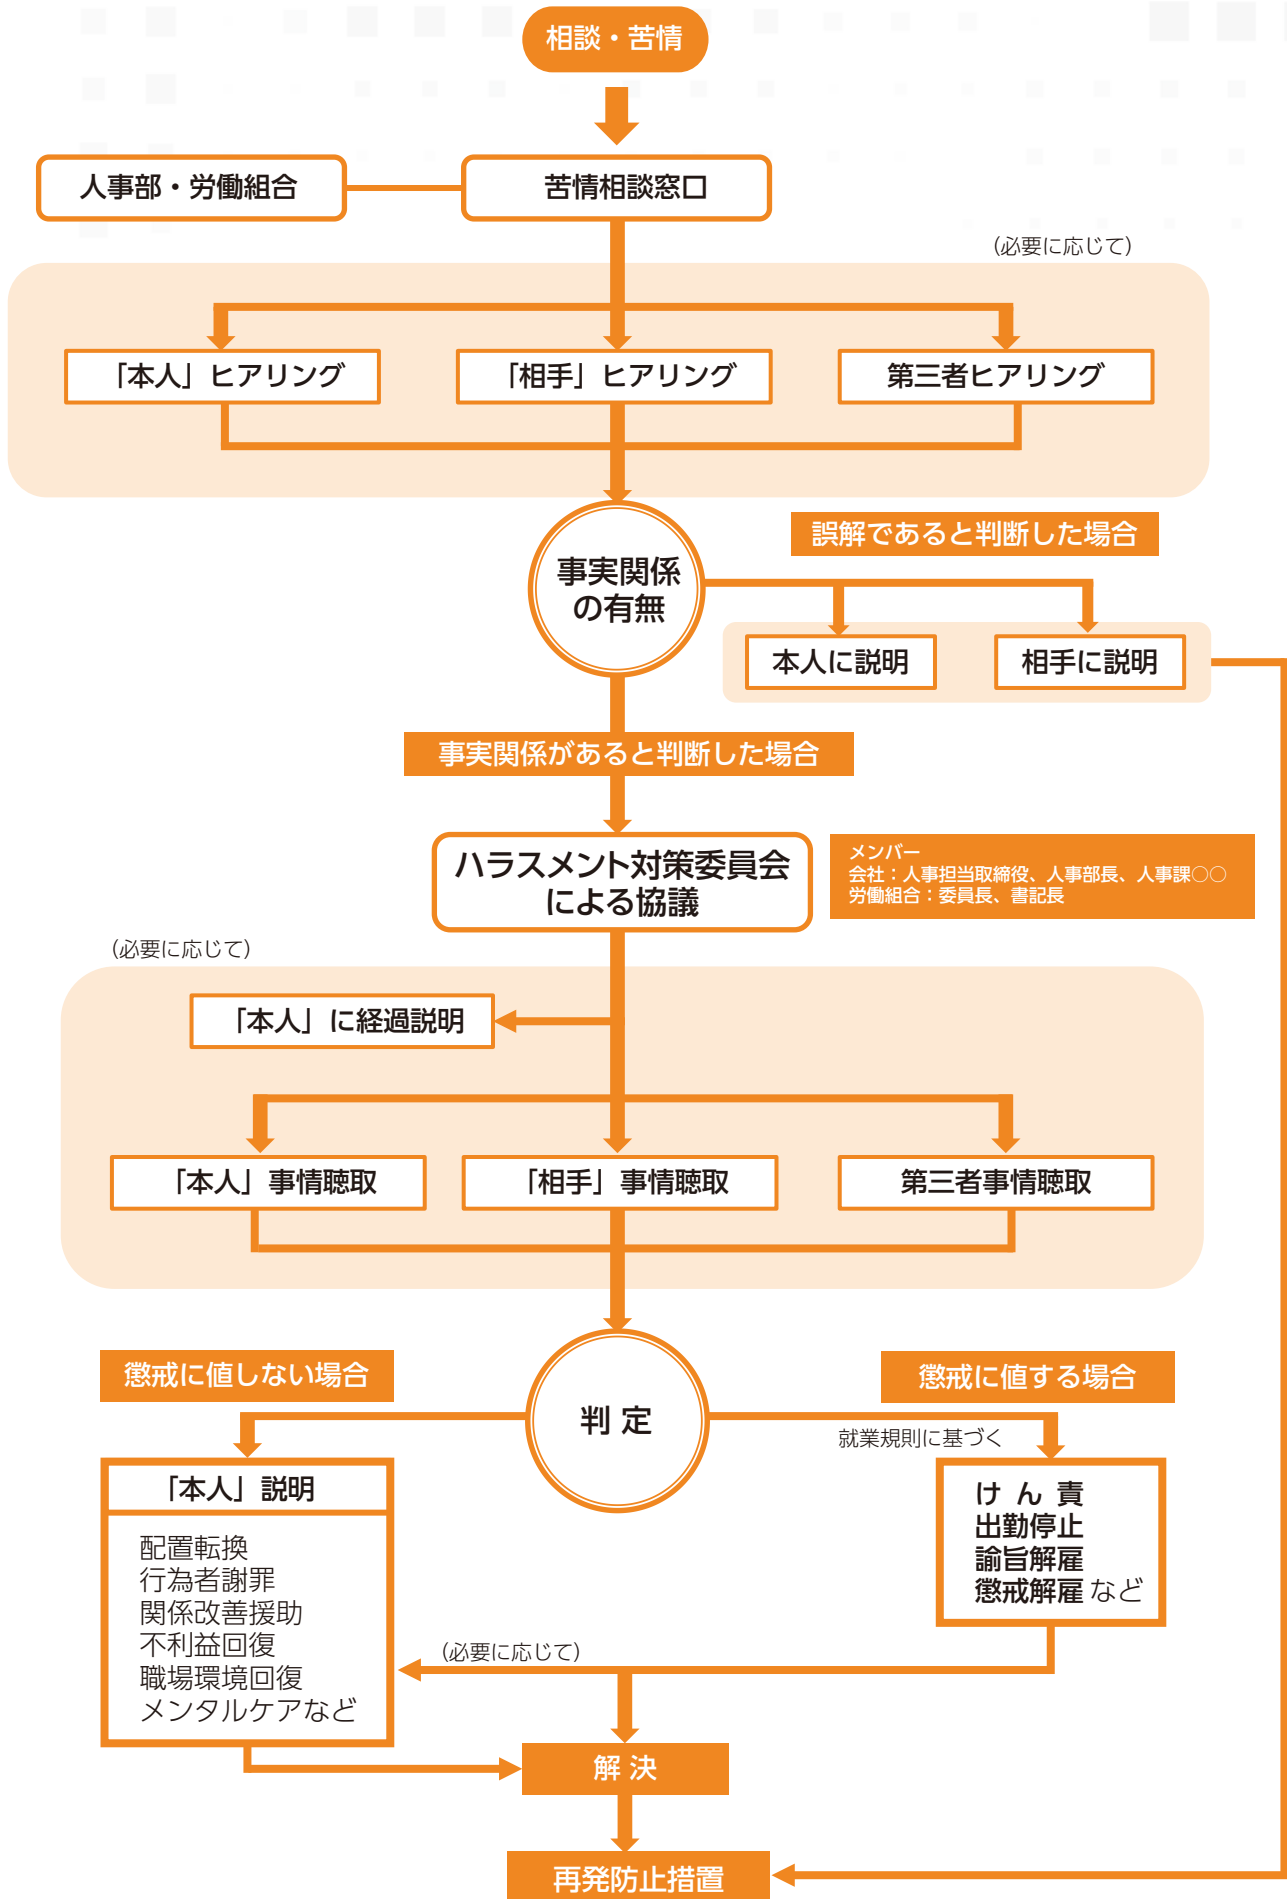 相談・苦情
人事部・労働組合
苦情相談窓口
（必要に応じて）
「本人」ヒアリング
「相手」ヒアリング
第三者ヒアリング
事実関係
の有無
誤解であると判断した場合
本人に説明
相手に説明
事実関係があると判断した場合
ハラスメント対策委員会
による協議
メンバー
会社：人事担当取締役、人事部長、人事課○○
労働組合：委員長、書記長
（必要に応じて）
「本人」に経過説明
「本人」事情聴取
「相手」事情聴取
第三者事情聴取
判 定
懲戒に値しない場合
懲戒に値する場合
就業規則に基づく
「本人」説明
配置転換
行為者謝罪
関係改善援助
不利益回復
職場環境回復
メンタルケアなど
け ん 責
出勤停止
諭旨解雇
懲戒解雇 など
（必要に応じて）
解 決
再発防止措置